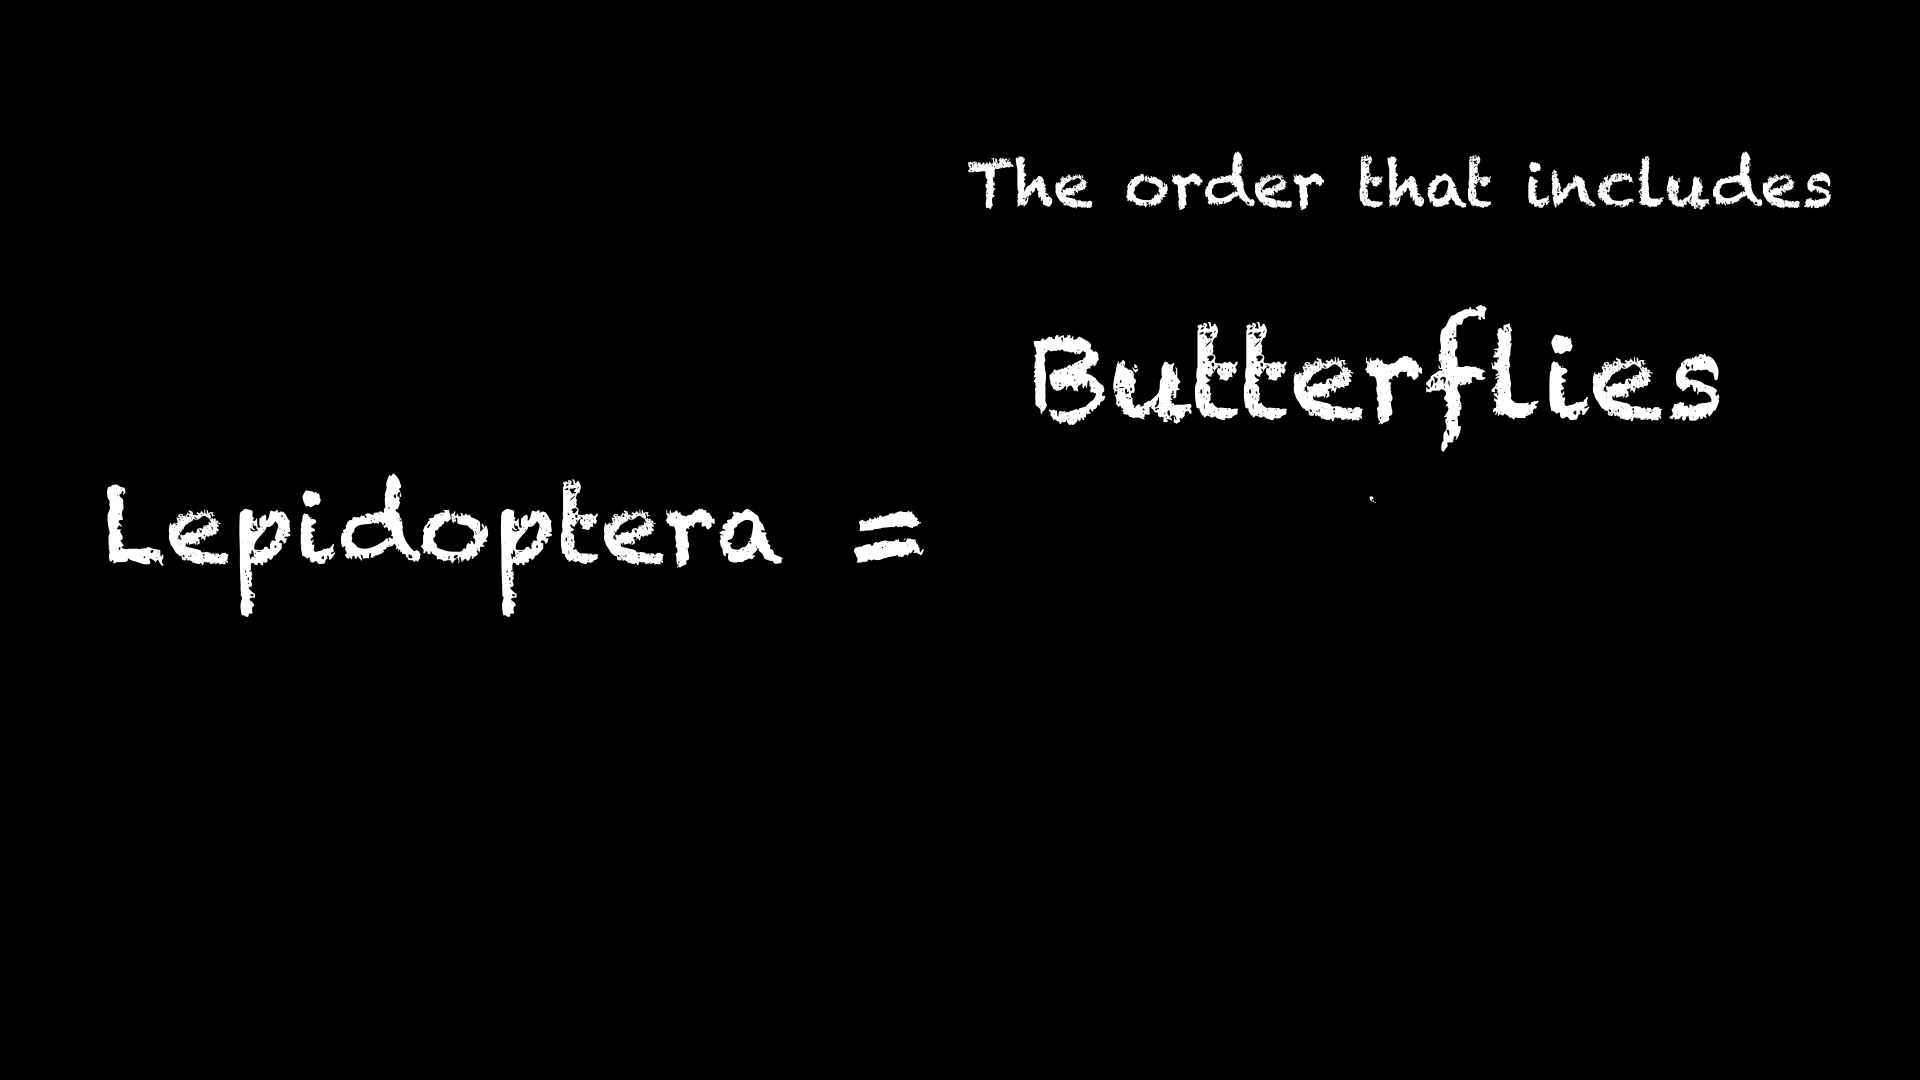 The order that includes
Butterflies
Lepidoptera =